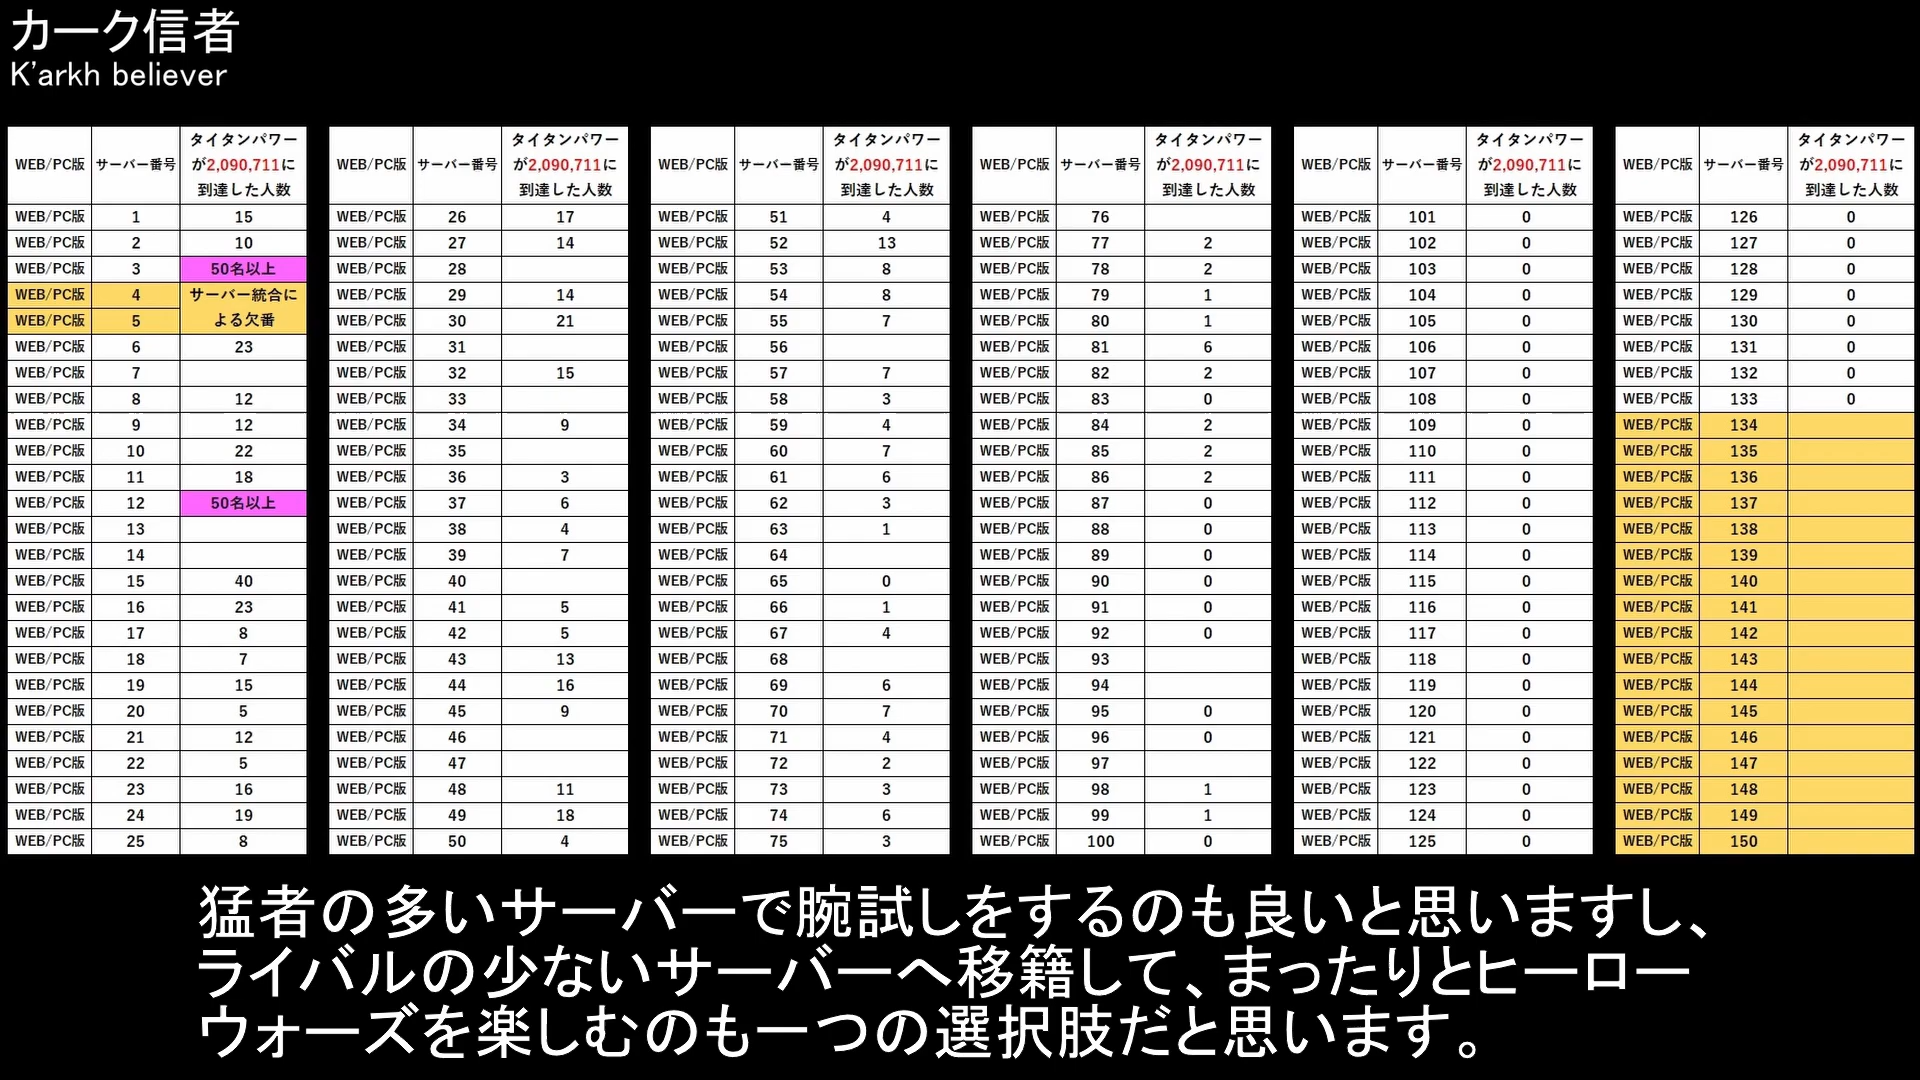 カーク信者
K'arkh believer
WEB/PC版 サーバー番号 タイタンパワーが2,090,711に到達した人数
WEB/PC版 1 15
WEB/PC版 2 10
WEB/PC版 3 50名以上
WEB/PC版 4 サーバー統合に
WEB/PC版 5 よる欠番
WEB/PC版 6 23
WEB/PC版 7
WEB/PC版 8 12
WEB/PC版 9 12
WEB/PC版 10 22
WEB/PC版 11 18
WEB/PC版 12 50名以上
WEB/PC版 13
WEB/PC版 14
WEB/PC版 15 40
WEB/PC版 16 23
WEB/PC版 17 8
WEB/PC版 18 7
WEB/PC版 19 15
WEB/PC版 20 5
WEB/PC版 21 12
WEB/PC版 22 5
WEB/PC版 23 16
WEB/PC版 24 19
WEB/PC版 25 8
WEB/PC版 サーバー番号 タイタンパワーが2,090,711に到達した人数
WEB/PC版 26 17
WEB/PC版 27 14
WEB/PC版 28
WEB/PC版 29 14
WEB/PC版 30 21
WEB/PC版 31
WEB/PC版 32 15
WEB/PC版 33
WEB/PC版 34 9
WEB/PC版 35
WEB/PC版 36 3
WEB/PC版 37 6
WEB/PC版 38 4
WEB/PC版 39 7
WEB/PC版 40
WEB/PC版 41 5
WEB/PC版 42 5
WEB/PC版 43 13
WEB/PC版 44 16
WEB/PC版 45 9
WEB/PC版 46
WEB/PC版 47
WEB/PC版 48 11
WEB/PC版 49 18
WEB/PC版 50 4
WEB/PC版 サーバー番号 タイタンパワーが2,090,711に到達した人数
WEB/PC版 51 4
WEB/PC版 52 13
WEB/PC版 53 8
WEB/PC版 54 8
WEB/PC版 55 7
WEB/PC版 56
WEB/PC版 57 7
WEB/PC版 58 3
WEB/PC版 59 4
WEB/PC版 60 7
WEB/PC版 61 6
WEB/PC版 62 3
WEB/PC版 63 1
WEB/PC版 64
WEB/PC版 65 0
WEB/PC版 66 1
WEB/PC版 67 4
WEB/PC版 68
WEB/PC版 69 6
WEB/PC版 70 7
WEB/PC版 71 4
WEB/PC版 72 2
WEB/PC版 73 3
WEB/PC版 74 6
WEB/PC版 75 3
WEB/PC版 サーバー番号 タイタンパワーが2,090,711に到達した人数
WEB/PC版 76
WEB/PC版 77 2
WEB/PC版 78 2
WEB/PC版 79 1
WEB/PC版 80 1
WEB/PC版 81 6
WEB/PC版 82 2
WEB/PC版 83 0
WEB/PC版 84 2
WEB/PC版 85 2
WEB/PC版 86 2
WEB/PC版 87 0
WEB/PC版 88 0
WEB/PC版 89 0
WEB/PC版 90 0
WEB/PC版 91 0
WEB/PC版 92 0
WEB/PC版 93
WEB/PC版 94
WEB/PC版 95 0
WEB/PC版 96 0
WEB/PC版 97
WEB/PC版 98 1
WEB/PC版 99 1
WEB/PC版 100 0
WEB/PC版 サーバー番号 タイタンパワーが2,090,711に到達した人数
WEB/PC版 101 0
WEB/PC版 102 0
WEB/PC版 103 0
WEB/PC版 104 0
WEB/PC版 105 0
WEB/PC版 106 0
WEB/PC版 107 0
WEB/PC版 108 0
WEB/PC版 109 0
WEB/PC版 110 0
WEB/PC版 111 0
WEB/PC版 112 0
WEB/PC版 113 0
WEB/PC版 114 0
WEB/PC版 115 0
WEB/PC版 116 0
WEB/PC版 117 0
WEB/PC版 118 0
WEB/PC版 119 0
WEB/PC版 120 0
WEB/PC版 121 0
WEB/PC版 122 0
WEB/PC版 123 0
WEB/PC版 124 0
WEB/PC版 125 0
WEB/PC版 サーバー番号 タイタンパワーが2,090,711に到達した人数
WEB/PC版 126 0
WEB/PC版 127 0
WEB/PC版 128 0
WEB/PC版 129 0
WEB/PC版 130 0
WEB/PC版 131 0
WEB/PC版 132 0
WEB/PC版 133 0
WEB/PC版 134
WEB/PC版 135
WEB/PC版 136
WEB/PC版 137
WEB/PC版 138
WEB/PC版 139
WEB/PC版 140
WEB/PC版 141
WEB/PC版 142
WEB/PC版 143
WEB/PC版 144
WEB/PC版 145
WEB/PC版 146
WEB/PC版 147
WEB/PC版 148
WEB/PC版 149
WEB/PC版 150
猛者の多いサーバーで腕試しをするのも良いと思いますし、
ライバルの少ないサーバーへ移籍して、まったりとヒーロー
ウォーズを楽しむのも一つの選択肢だと思います。